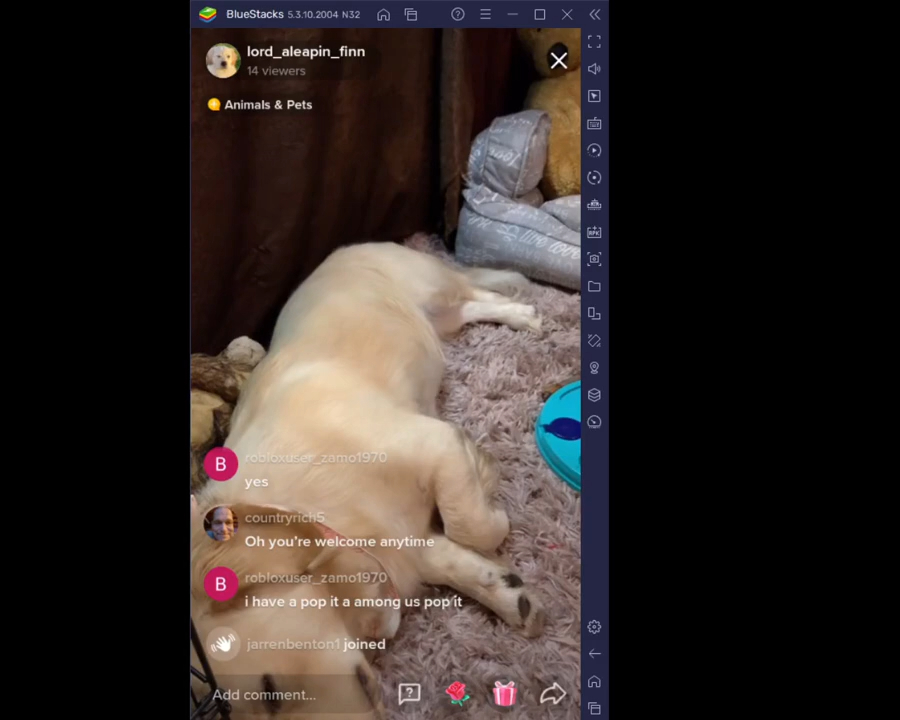 BlueStacks 5.3.10.2004 N32
lord_aleapin_finn
14 viewers
Animals & Pets
B
robloxuser_zamo1970
yes
countryrich5
Oh you're welcome anytime
B
robloxuser_zamo1970
i have a pop it a among us pop it
jarrenbenton1 joined
Add comment...